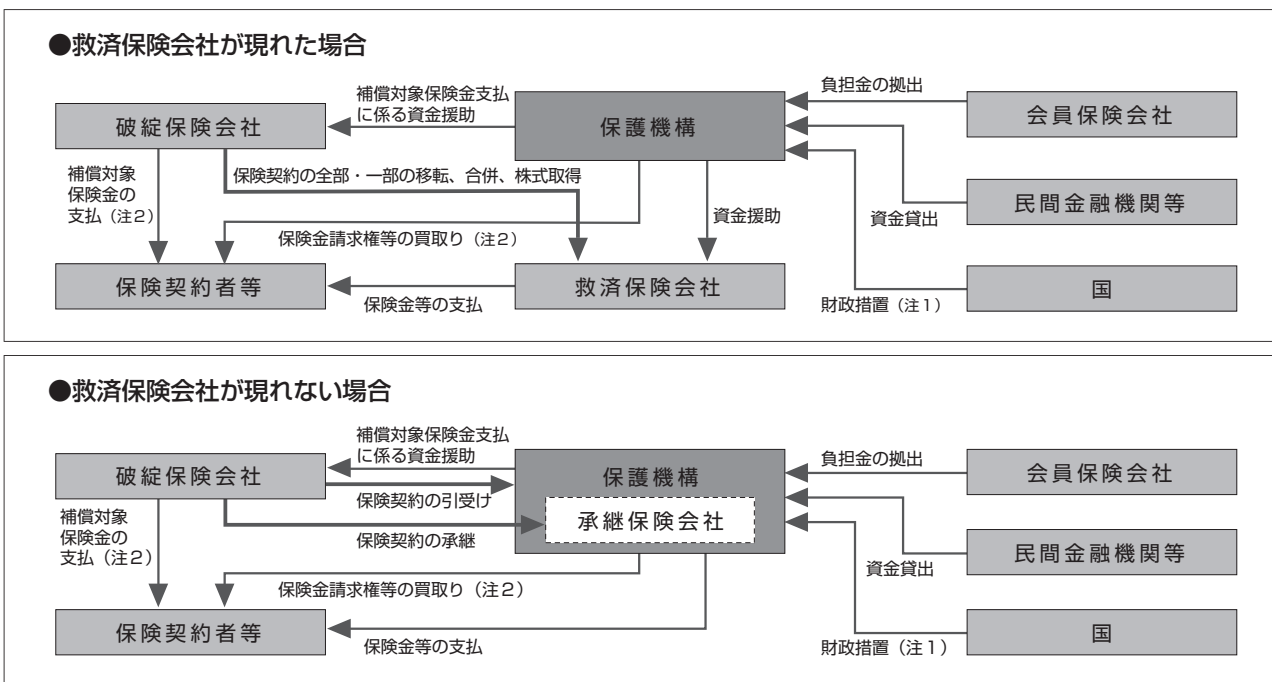 ●救済保険会社が現れた場合
補償対象保険金支払
に係る資金援助
負担金の拠出
破綻保険会社
保護機構
会員保険会社
補償対象
保険金の
支払（注２）
保険契約の全部・一部の移転、合併、株式取得
民間金融機関等
資金援助
資金貸出
保険金請求権等の買取り（注２）
保険契約者等
救済保険会社
国
保険金等の支払
財政措置（注１）
●救済保険会社が現れない場合
補償対象保険金支払
に係る資金援助
負担金の拠出
破綻保険会社
保護機構
会員保険会社
保険契約の引受け
補償対象
保険金の
支払（注２）
承継保険会社
保険契約の承継
民間金融機関等
資金貸出
保険金請求権等の買取り（注２）
保険契約者等
国
保険金等の支払
財政措置（注１）